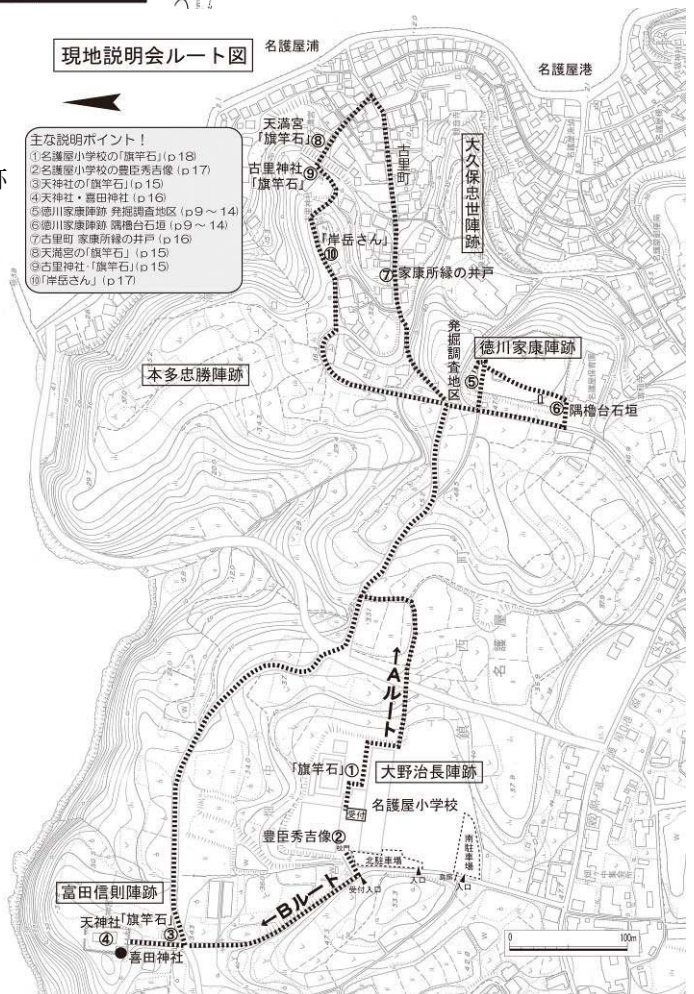 現地説明会ルート図
名護屋浦
名護屋港
主な説明ポイント!
①名護屋小学校の「旗竿石」(p18)
②名護屋小学校の豊臣秀吉像(p17)
③天神社の「旗竿石」(p15)
④天神社・喜田神社(p16)
⑤徳川家康陣跡 発掘調査地区(p9～14)
⑥徳川家康陣跡 隅櫓台石垣(p9～14)
⑦古里町 家康所縁の井戸(p16)
⑧天満宮の「旗竿石」(p15)
⑨古里神社・「旗竿石」(p15)
⑩「岸岳さん」(p17)
跡
天満宮
「旗竿石」⑧
古里神社⑨
「旗竿石」
古里町
大久保忠世陣跡
「岸岳さん」
⑩
⑦家康所縁の井戸
本多忠勝陣跡
発掘調査地区
⑤
徳川家康陣跡
⑥隅櫓台石垣
名護屋保育園
←Aルート
「旗竿石」①
大野治長陣跡
受付
名護屋小学校
豊臣秀吉像②
校門
北駐車場
南駐車場
入口
入口
受付入口
←Bルート
富田信則陣跡
天神社「旗竿石」
④
③
喜田神社
0
100m